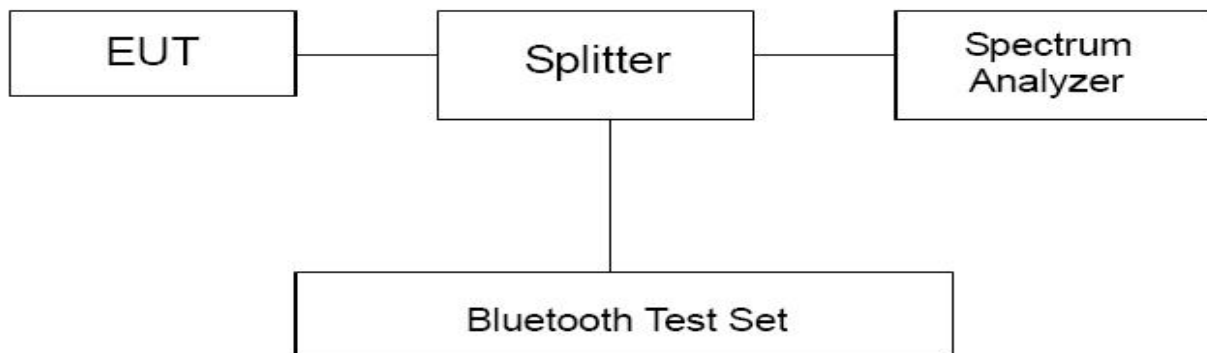 EUT
Splitter
Spectrum
Analyzer
Bluetooth Test Set